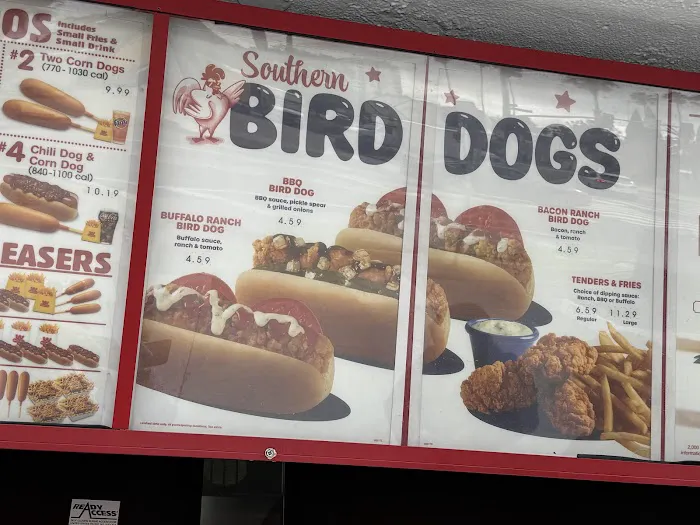 OS
Includes
Small Fries &
Small Drink
#2 Two Corn Dogs
(770-1030 cal)
9.99
#4 Chili Dog &
Corn Dog
(840-1100 cal)
10.19
EASERS
Southern
BIRD DOGS
BBQ
BIRD DOG
BBQ sauce, pickle spear
& grilled onions
4.59
BUFFALO RANCH
BIRD DOG
Buffalo sauce,
ranch & tomato
4.59
BACON RANCH
BIRD DOG
Bacon, ranch
& tomato
4.59
TENDERS & FRIES
Choice of dipping sauce:
Ranch, BBQ or Buffalo
6.59 11.29
Regular Large
2,000
READY
ACCESS